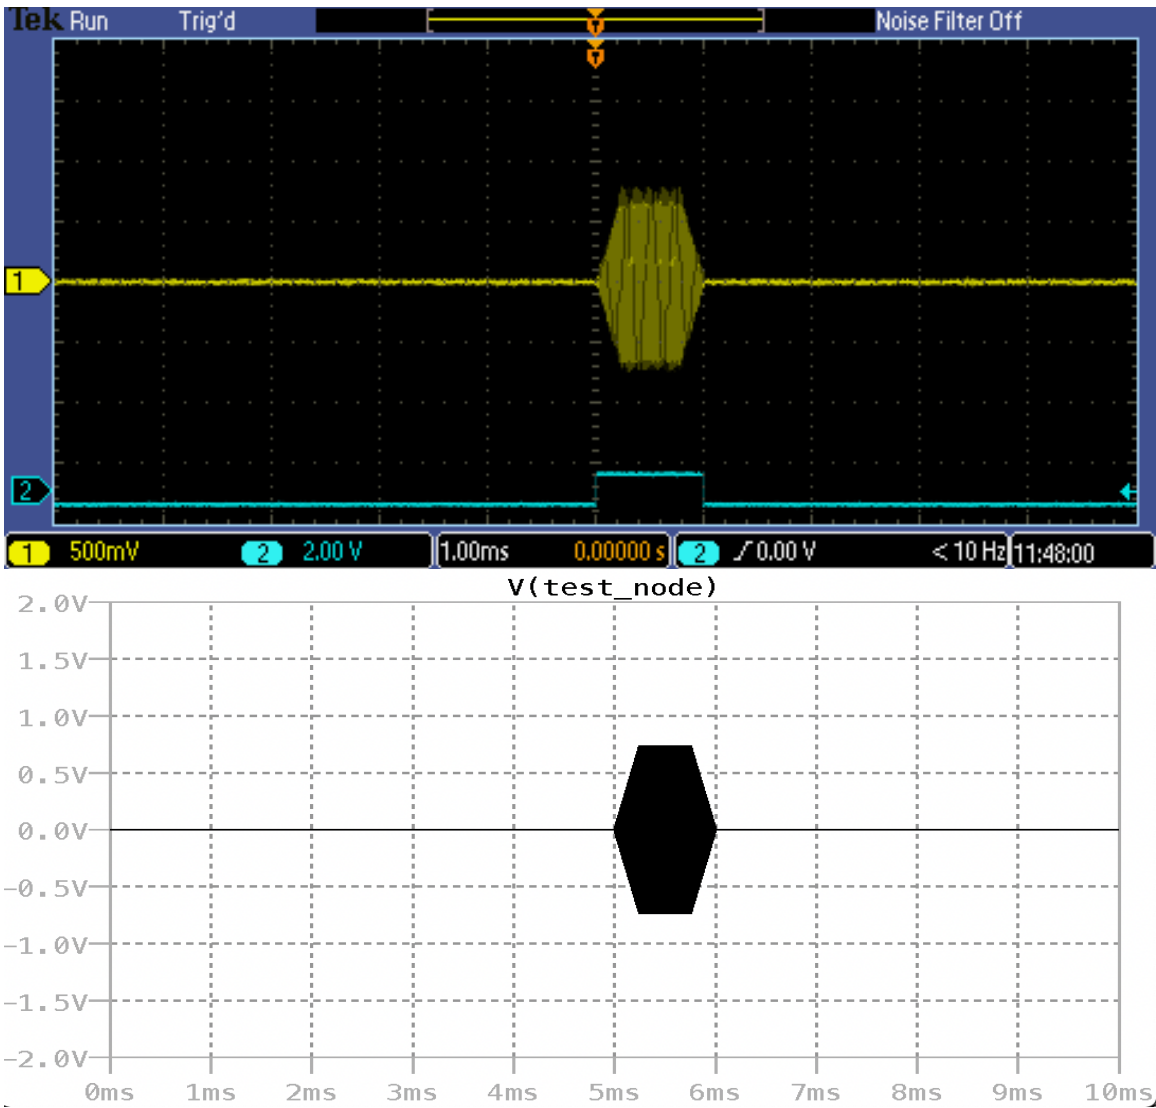 Tek Run Trig'd Noise Filter Off
T
T
1
2
1 500mV 2 2.00 V 1.00ms 0.00000 s 2 0.00 V < 10 Hz 11:48:00
V(test_node)
2.0V
1.5V
1.0V
0.5V
0.0V
-0.5V
-1.0V
-1.5V
-2.0V
0ms 1ms 2ms 3ms 4ms 5ms 6ms 7ms 8ms 9ms 10ms